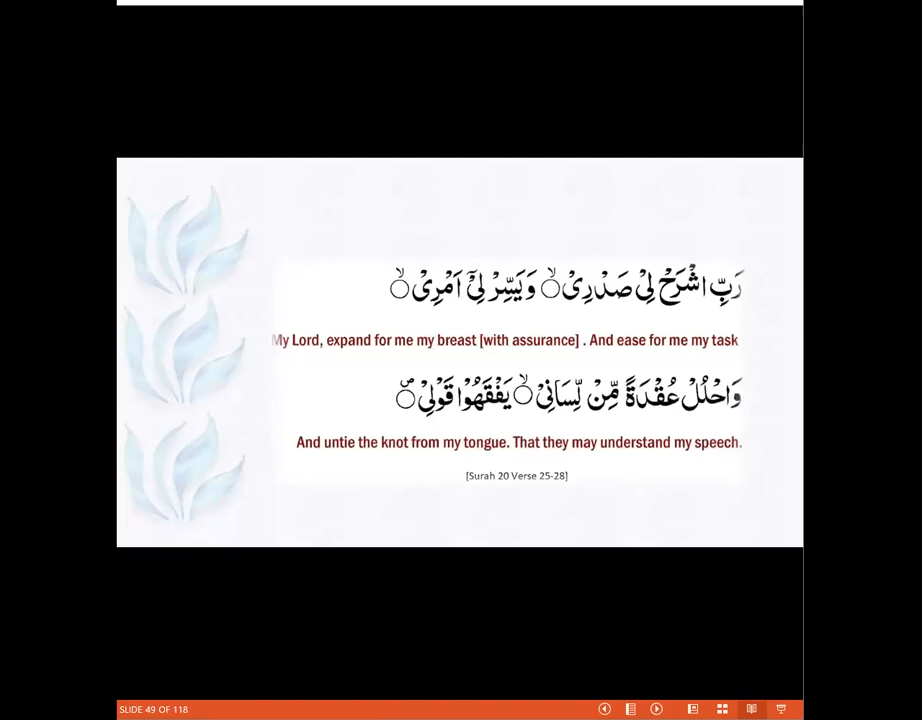 رَبِّ اشْرَحْ لِىْ صَدْرِىْۙ وَيَسِّرْ لِىْۤ اَمْرِىْۙ
My Lord, expand for me my breast [with assurance] . And ease for me my task
وَاحْلُلْ عُقْدَةً مِّنْ لِّسَانِىْۙ يَفْقَهُوْا قَوْلِىْ
And untie the knot from my tongue. That they may understand my speech.
[Surah 20 Verse 25-28]
SLIDE 49 OF 118